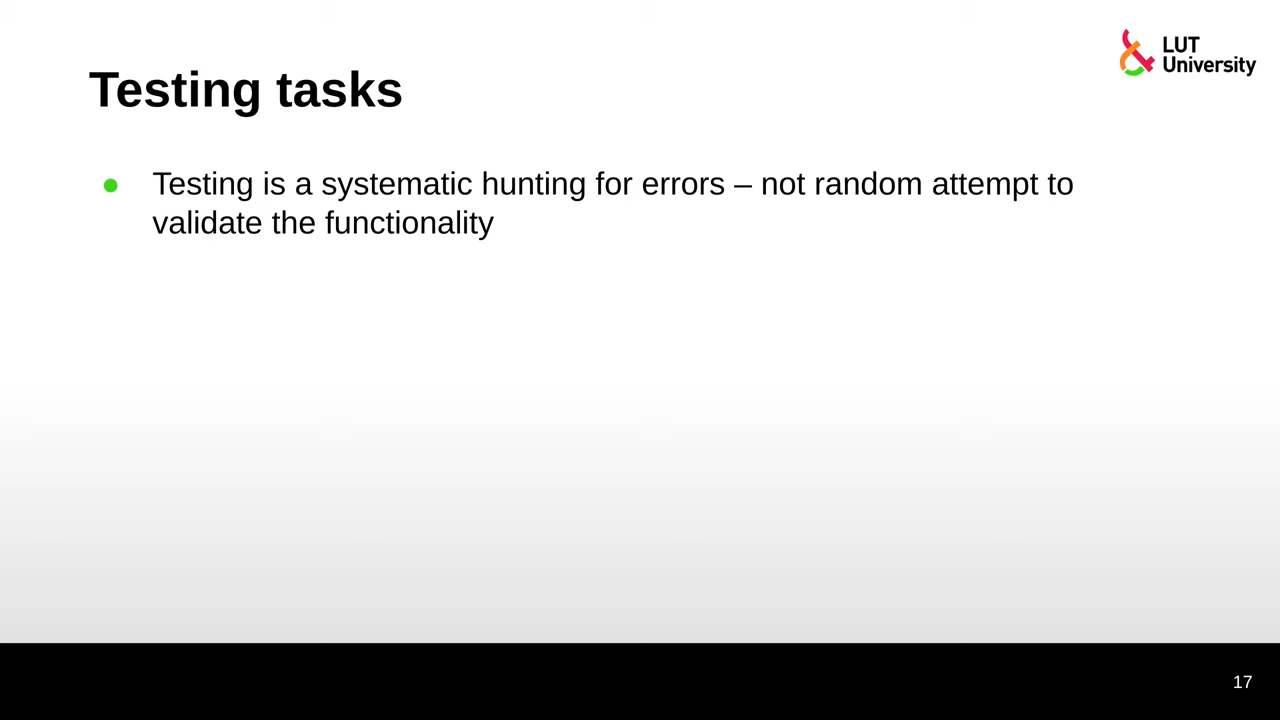 LUT
University
Testing tasks
Testing is a systematic hunting for errors – not random attempt to
validate the functionality
17